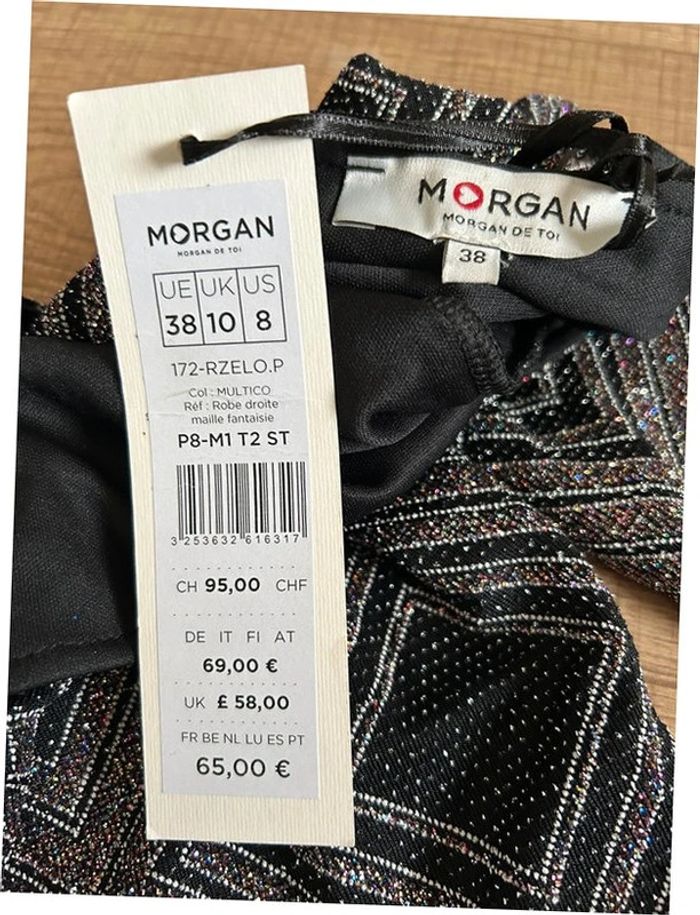 MORGAN
MORGAN DE TOI
UE UK US
38 10 8
172-RZELO.P
Col : MULTICO
Réf : Robe droite
maille fantaisie
P8-M1 T2 ST
3 253632 616317
CH 95,00 CHF
DE IT FI AT
69,00 €
UK £ 58,00
FR BE NL LU ES PT
65,00 €
MORGAN
MORGAN DE TOI
38